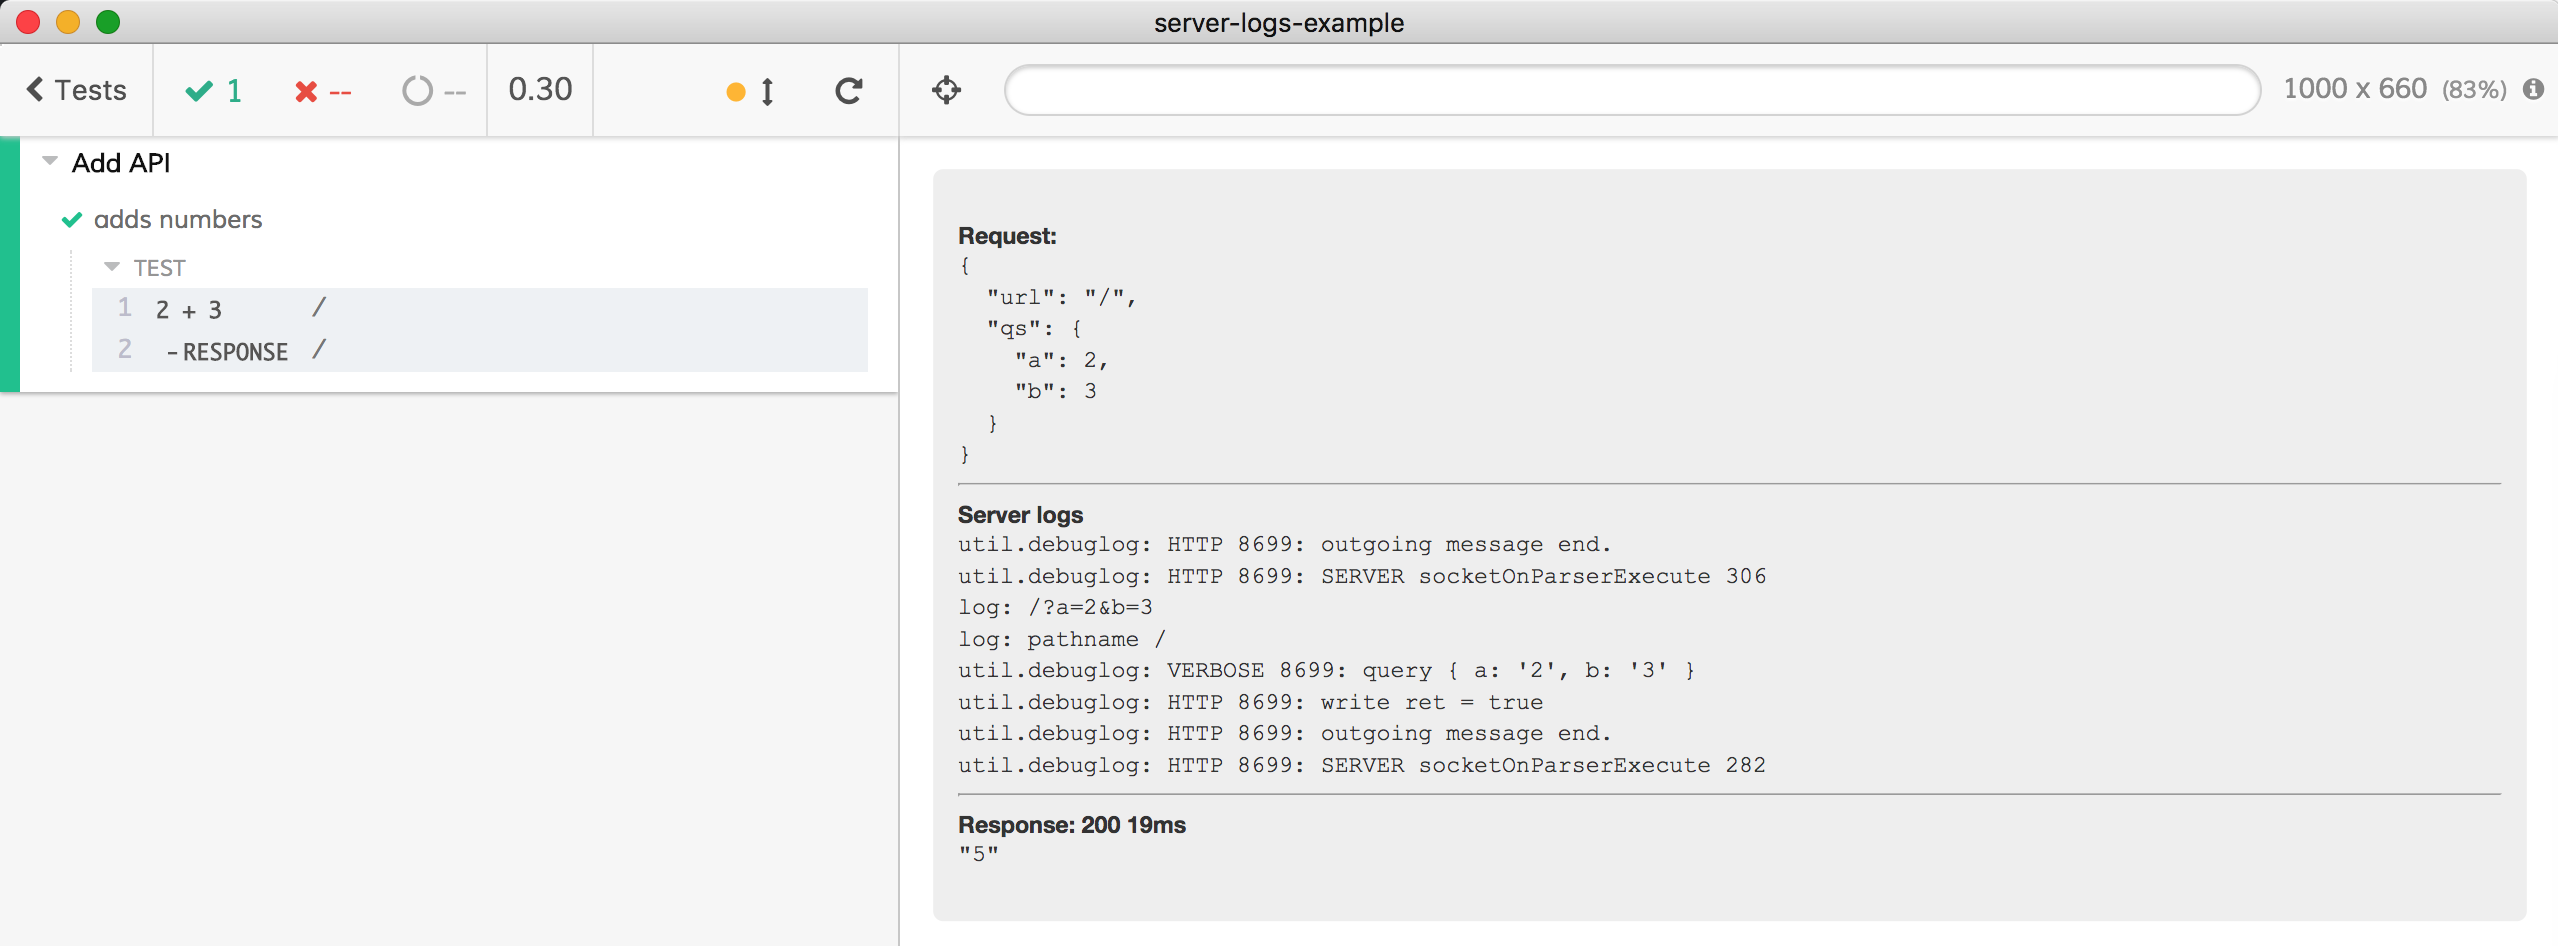 server-logs-example
Tests 1 -- -- 0.30 1000 x 660 (83%)
Add API
adds numbers
TEST
1 2 + 3 /
2 -RESPONSE /
Request:
{
  "url": "/",
  "qs": {
    "a": 2,
    "b": 3
  }
}
Server logs
util.debuglog: HTTP 8699: outgoing message end.
util.debuglog: HTTP 8699: SERVER socketOnParserExecute 306
log: /?a=2&b=3
log: pathname /
util.debuglog: VERBOSE 8699: query { a: '2', b: '3' }
util.debuglog: HTTP 8699: write ret = true
util.debuglog: HTTP 8699: outgoing message end.
util.debuglog: HTTP 8699: SERVER socketOnParserExecute 282
Response: 200 19ms
"5"